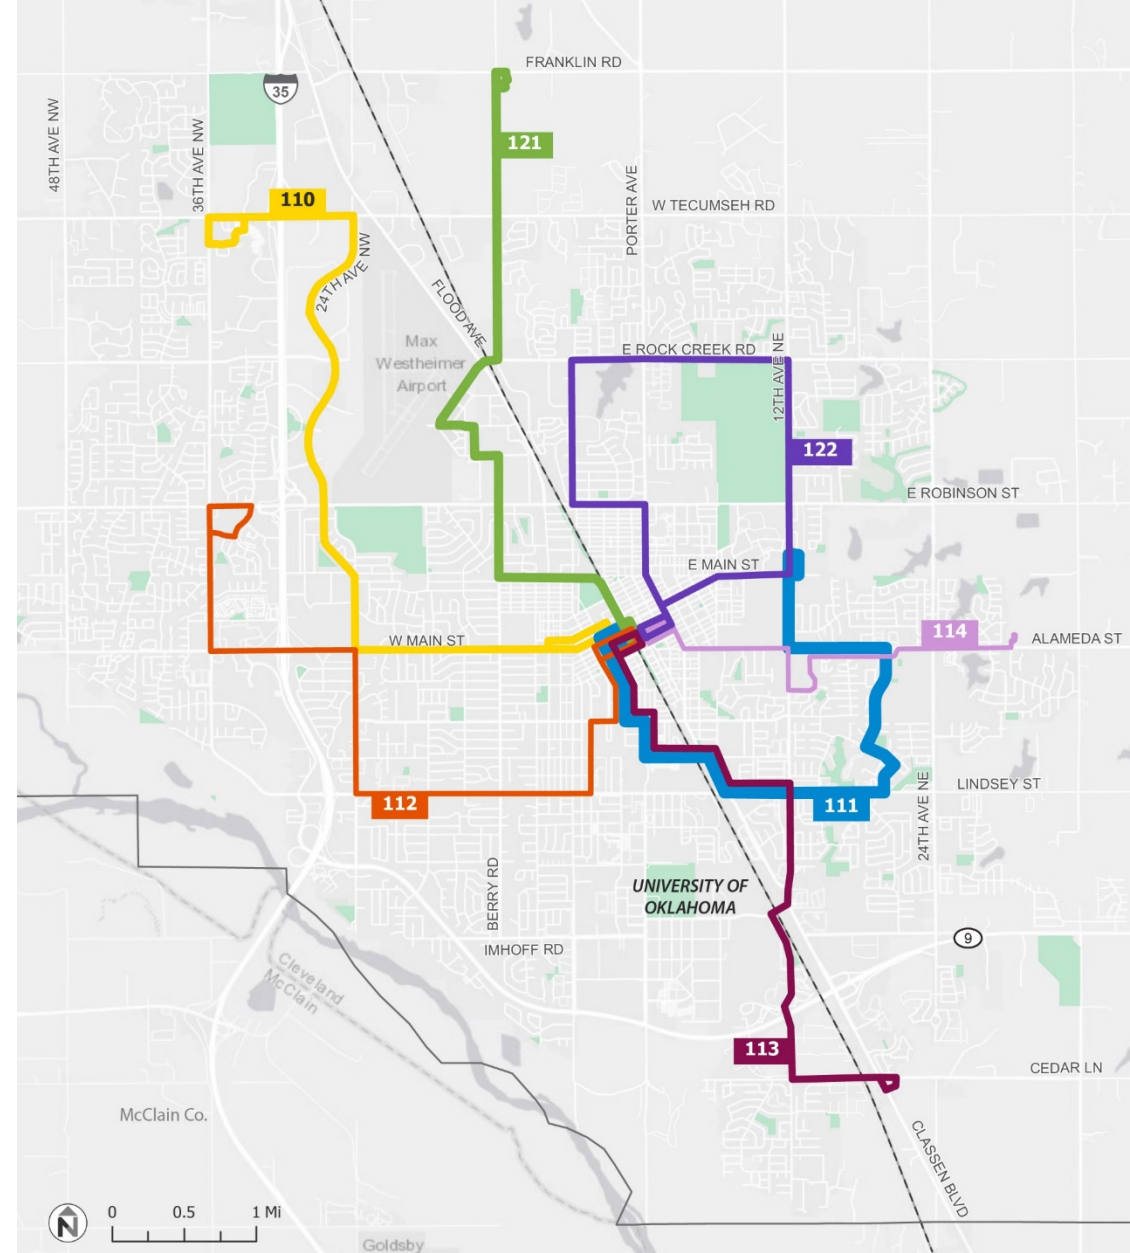 FRANKLIN RD
35
48TH AVE NW
36TH AVE NW
121
PORTER AVE
110
W TECUMSEH RD
24TH AVE NW
FLOOD AVE
Max
Westheimer
Airport
E ROCK CREEK RD
12TH AVE NE
122
E ROBINSON ST
E MAIN ST
W MAIN ST
114
ALAMEDA ST
112
111
LINDSEY ST
24TH AVE NE
BERRY RD
UNIVERSITY OF
OKLAHOMA
IMHOFF RD
9
Cleveland
McClain
113
CEDAR LN
McClain Co.
CLASSEN BLVD
N
0 0.5 1 Mi
Goldsby